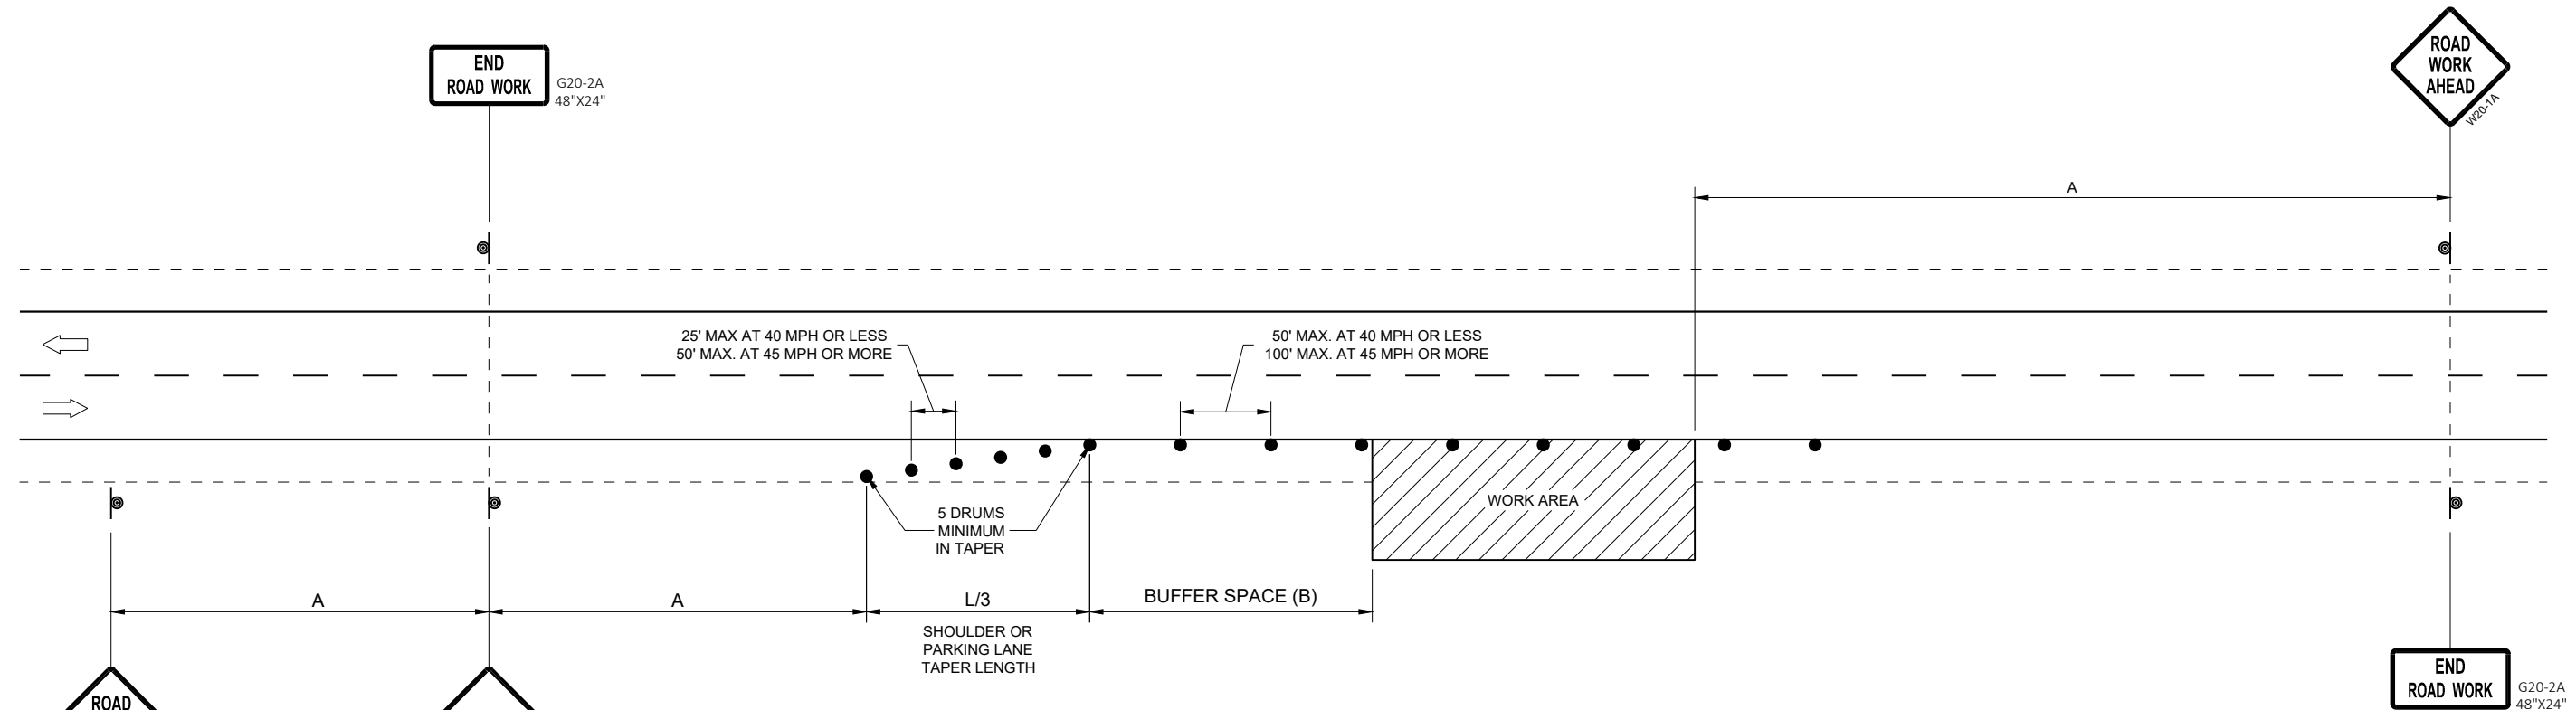 END
ROAD WORK
G20-2A
48"X24"
ROAD
WORK
AHEAD
W20-1A
A
25' MAX AT 40 MPH OR LESS
50' MAX. AT 45 MPH OR MORE
50' MAX. AT 40 MPH OR LESS
100' MAX. AT 45 MPH OR MORE
5 DRUMS
MINIMUM
IN TAPER
WORK AREA
A
A
L/3
BUFFER SPACE (B)
SHOULDER OR
PARKING LANE
TAPER LENGTH
ROAD
END
ROAD WORK
G20-2A
48"X24"